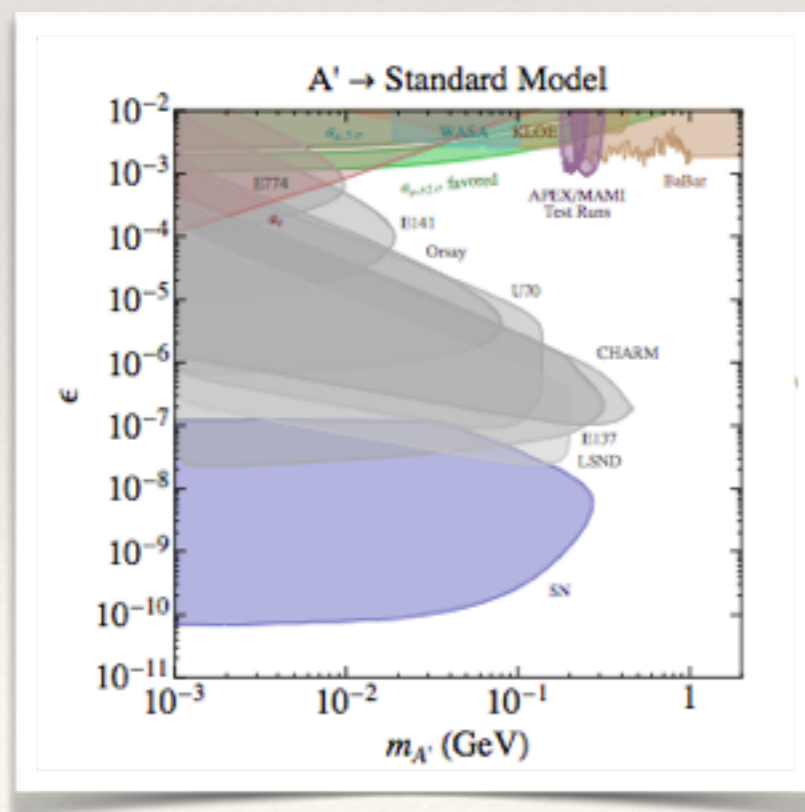 A' → Standard Model
10⁻²
10⁻³
10⁻⁴
10⁻⁵
10⁻⁶
10⁻⁷
10⁻⁸
10⁻⁹
10⁻¹⁰
10⁻¹¹
ϵ
WASA
KLOE
E774
favored
APEX/MAMI
Test Runs
BaBar
E141
Orsay
U70
CHARM
E137
LSND
SN
10⁻³
10⁻²
10⁻¹
1
m_A' (GeV)